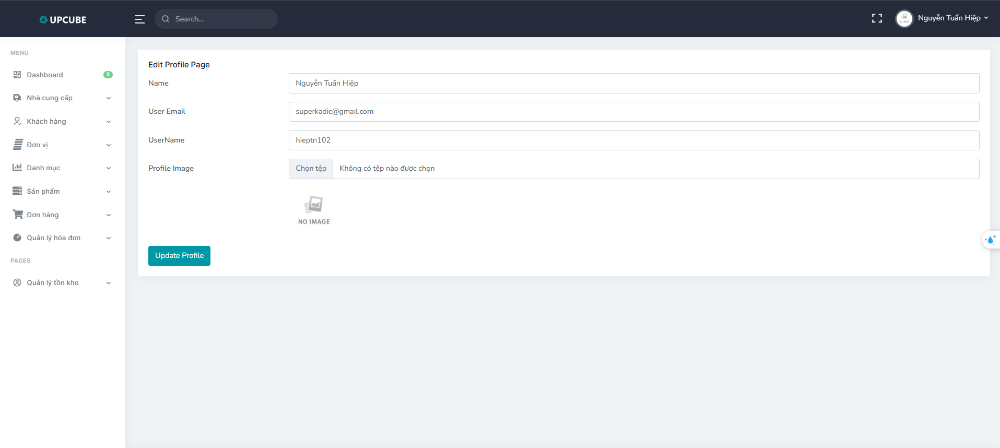 UPCUBE
Search...
Nguyễn Tuấn Hiệp
MENU
Dashboard
3
Nhà cung cấp
Khách hàng
Đơn vị
Danh mục
Sản phẩm
Đơn hàng
Quản lý hóa đơn
PAGES
Quản lý tồn kho
Edit Profile Page
Name
Nguyễn Tuấn Hiệp
User Email
superkadic@gmail.com
UserName
hieptn102
Profile Image
Chọn tệp
Không có tệp nào được chọn
NO IMAGE
Update Profile